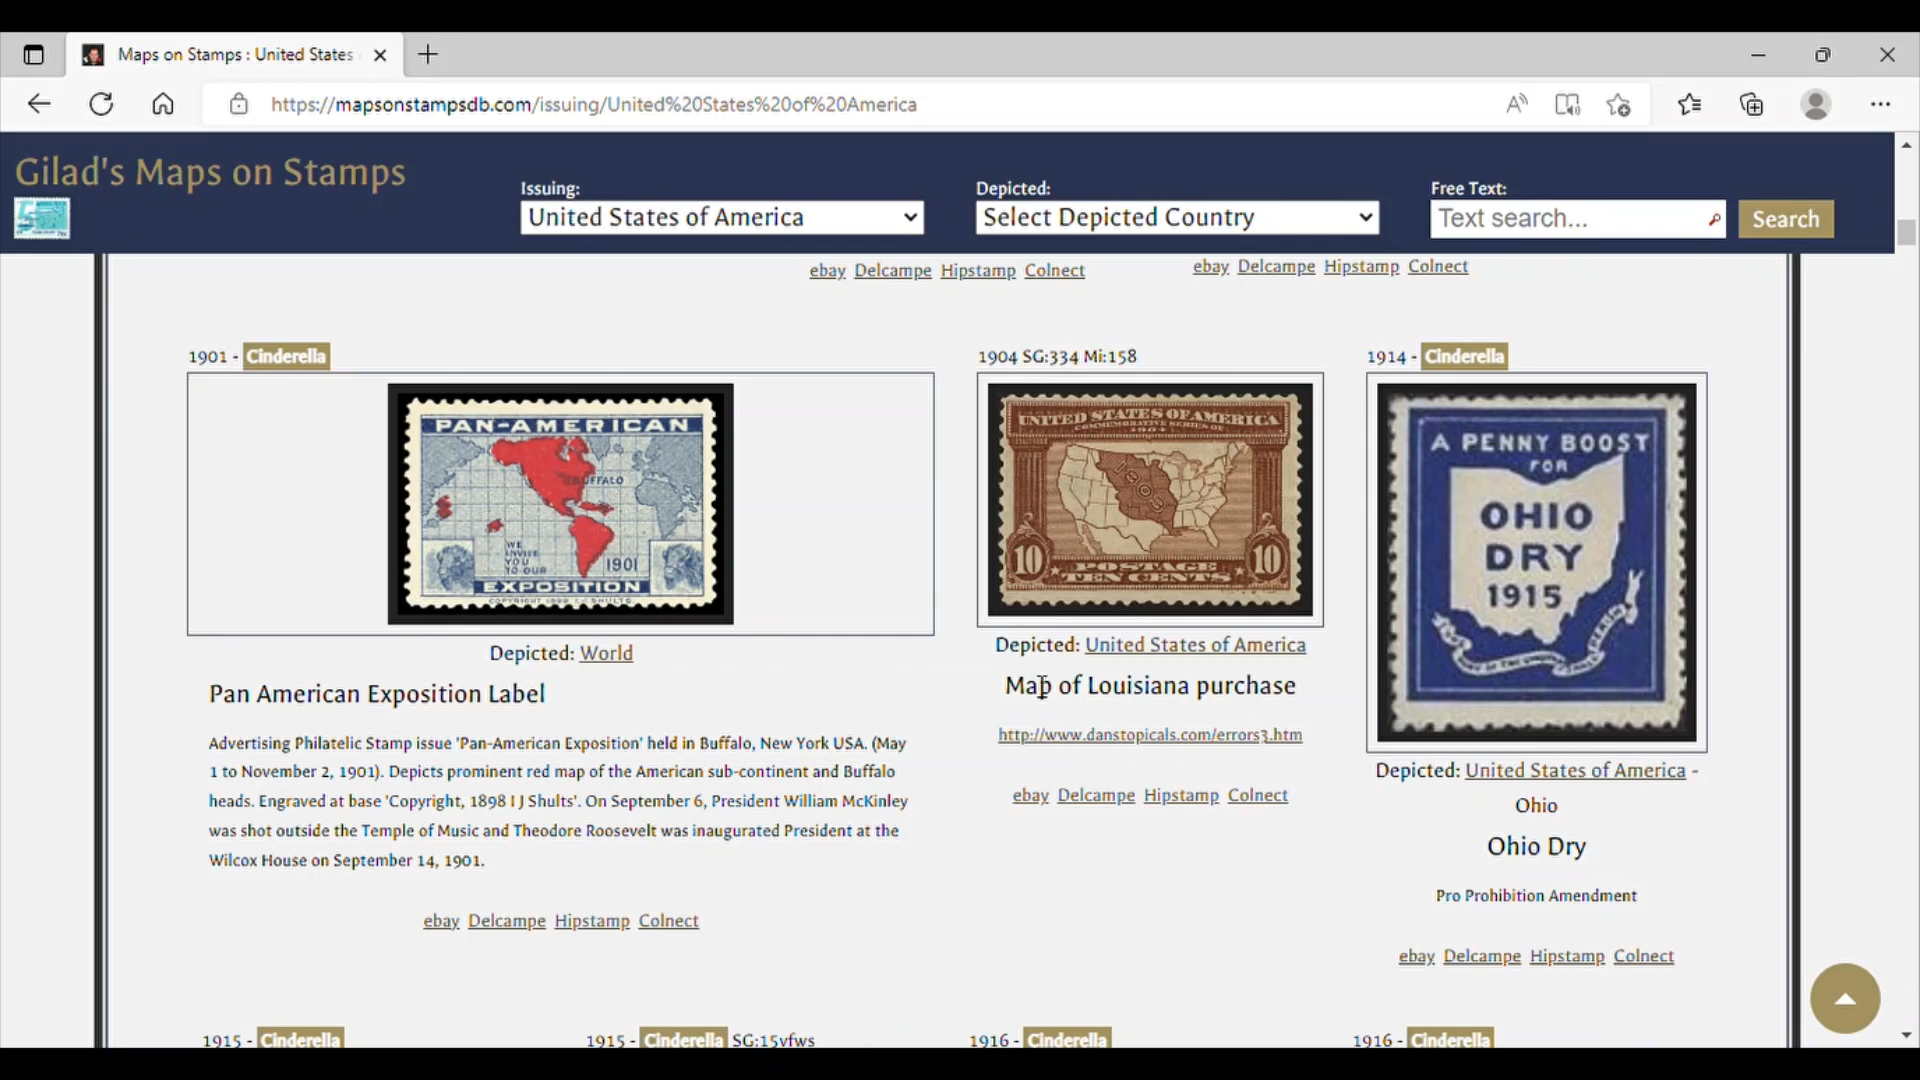 Maps on Stamps : United States
https://mapsonstampsdb.com/issuing/United%20States%20of%20America
Gilad's Maps on Stamps
Issuing:
United States of America
Depicted:
Select Depicted Country
Free Text:
Text search...
Search
ebay Delcampe Hipstamp Colnect
ebay Delcampe Hipstamp Colnect
1901 - Cinderella
PAN-AMERICAN
BUFFALO
WE
INVITE
YOU
TO OUR
1901
EXPOSITION
COPYRIGHT 1898 I J SHULTS.
Depicted: World
Pan American Exposition Label
Advertising Philatelic Stamp issue 'Pan-American Exposition' held in Buffalo, New York USA. (May
1 to November 2, 1901). Depicts prominent red map of the American sub-continent and Buffalo
heads. Engraved at base 'Copyright, 1898 I J Shults'. On September 6, President William McKinley
was shot outside the Temple of Music and Theodore Roosevelt was inaugurated President at the
Wilcox House on September 14, 1901.
ebay Delcampe Hipstamp Colnect
1904 SG:334 Mi:158
UNITED STATES OF AMERICA
COMMEMORATIVE SERIES OF
1904
1803
10 10
POSTAGE
TEN CENTS
Depicted: United States of America
Map of Louisiana purchase
http://www.danstopicals.com/errors3.htm
ebay Delcampe Hipstamp Colnect
1914 - Cinderella
A PENNY BOOST
FOR
OHIO
DRY
1915
Depicted: United States of America -
Ohio
Ohio Dry
Pro Prohibition Amendment
ebay Delcampe Hipstamp Colnect
1915 - Cinderella
1915 - Cinderella SG:15vfws
1916 - Cinderella
1916 - Cinderella